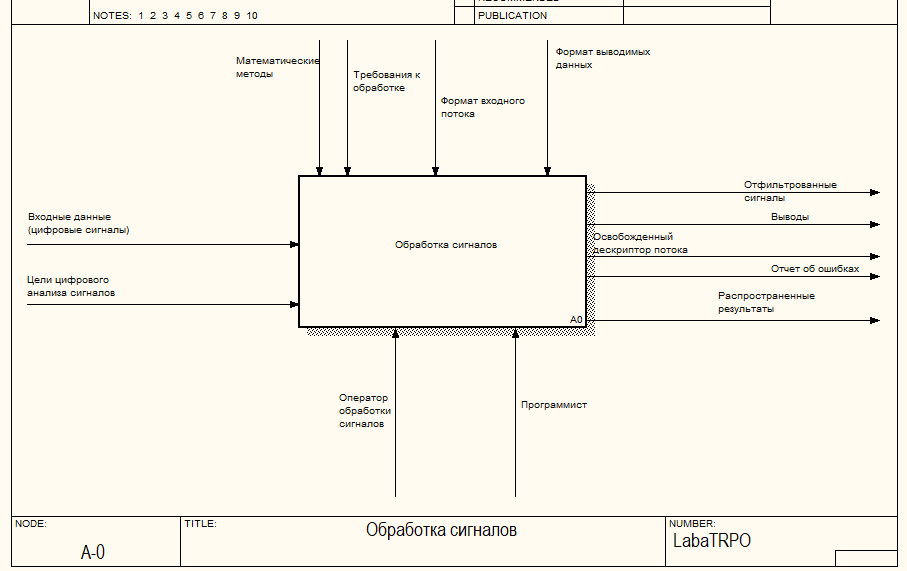 NOTES: 1 2 3 4 5 6 7 8 9 10
PUBLICATION
Математические
методы
Требования к
обработке
Формат входного
потока
Формат выводимых
данных
Входные данные
(цифровые сигналы)
Цели цифрового
анализа сигналов
Обработка сигналов
A0
Отфильтрованные
сигналы
Выводы
Освобожденный
дескриптор потока
Отчет об ошибках
Распространенные
результаты
Оператор
обработки
сигналов
Программист
NODE:
A-0
TITLE:
Обработка сигналов
NUMBER:
LabaTRPO